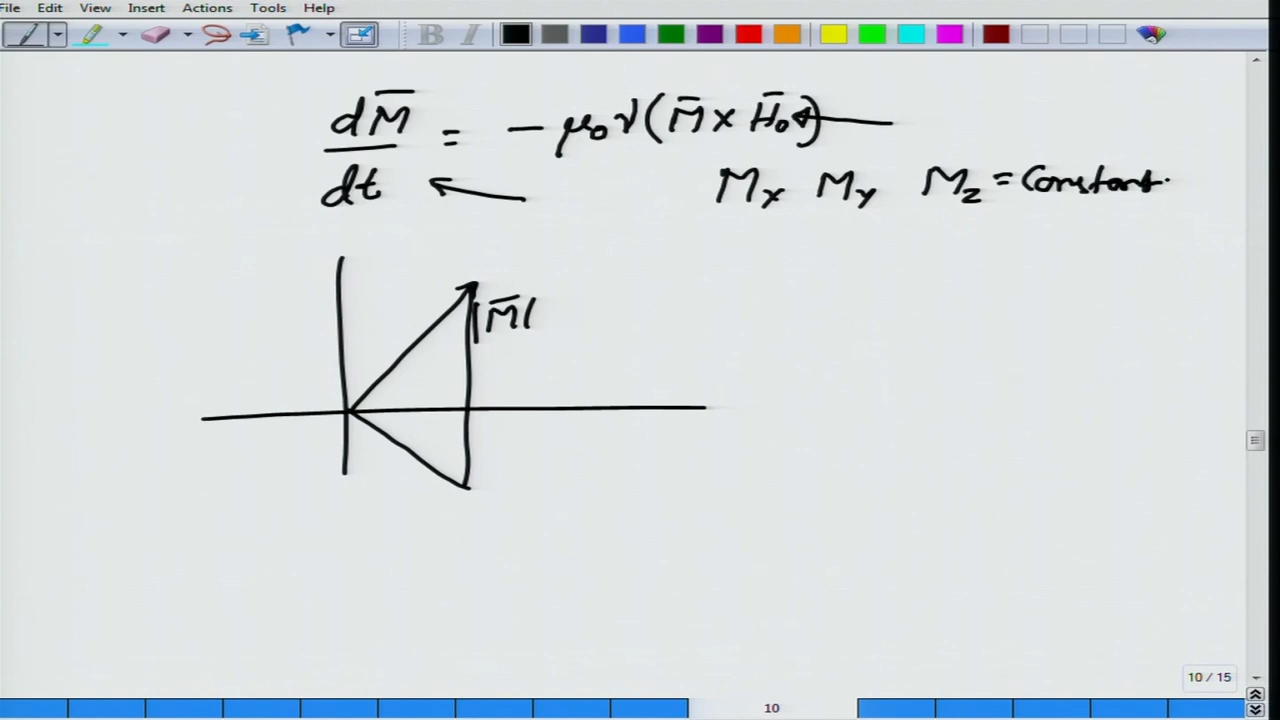 File Edit View Insert Actions Tools Help
B I
dM̅/dt = - μ₀γ(M̅ × H̅₀)
Mx My Mz = Constant.
|M̅|
10 / 15
10